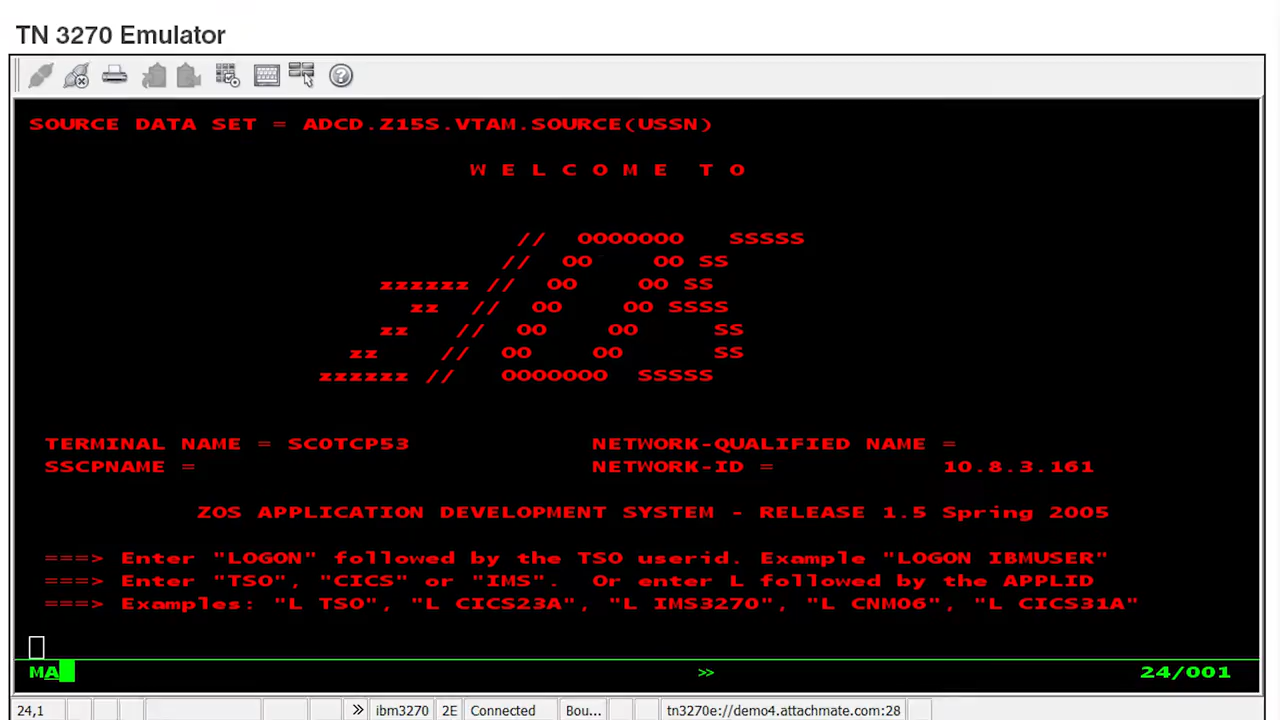 TN 3270 Emulator
SOURCE DATA SET = ADCD.Z15S.VTAM.SOURCE(USSN)
W E L C O M E T O
// OOOOOOO SSSSS
// OO OO SS
zzzzzz // OO OO SS
zz // OO OO SSSS
zz // OO OO SS
zz // OO OO SS
zzzzzz // OOOOOOO SSSSS
TERMINAL NAME = SC0TCP53 NETWORK-QUALIFIED NAME =
SSCPNAME = NETWORK-ID = 10.8.3.161
ZOS APPLICATION DEVELOPMENT SYSTEM - RELEASE 1.5 Spring 2005
===> Enter "LOGON" followed by the TSO userid. Example "LOGON IBMUSER"
===> Enter "TSO", "CICS" or "IMS". Or enter L followed by the APPLID
===> Examples: "L TSO", "L CICS23A", "L IMS3270", "L CNM06", "L CICS31A"
MA >> 24/001
24,1 » ibm3270 2E Connected Bou... tn3270e://demo4.attachmate.com:28